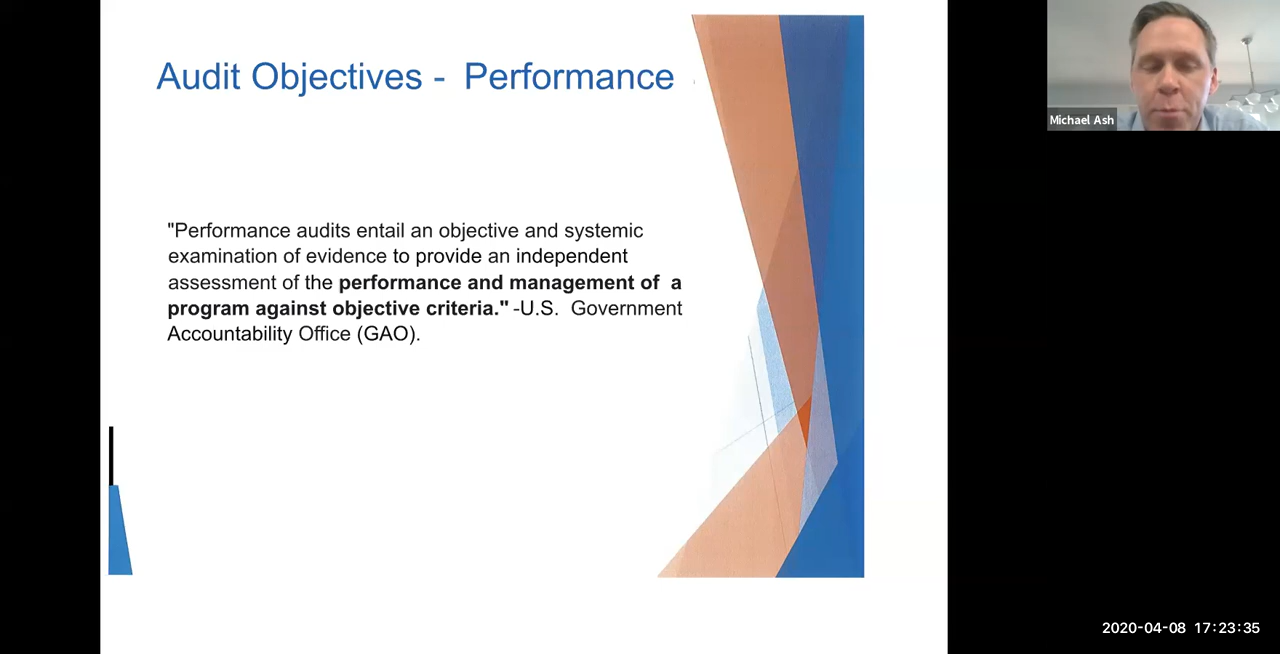 Audit Objectives - Performance
"Performance audits entail an objective and systemic
examination of evidence to provide an independent
assessment of the performance and management of a
program against objective criteria." -U.S. Government
Accountability Office (GAO).
Michael Ash
2020-04-08 17:23:35